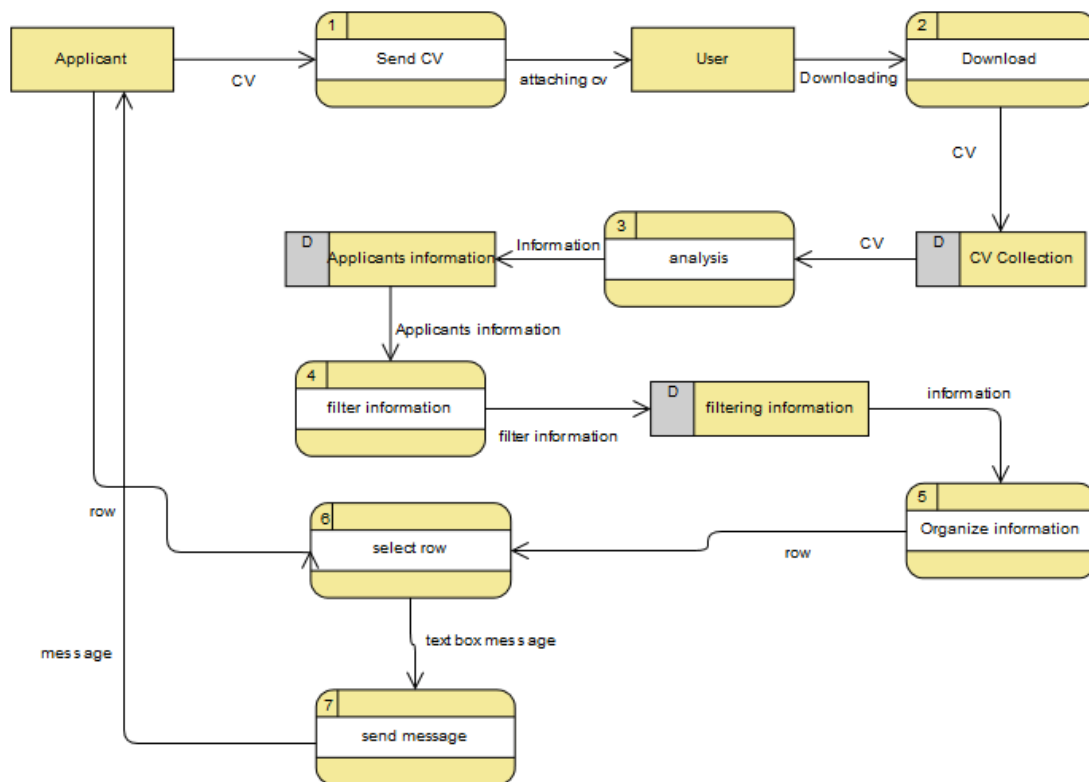 1
2
Applicant
Send CV
User
Download
CV
attaching cv
Downloading
CV
3
D
Applicants information
Information
analysis
CV
D
CV Collection
Applicants information
4
filter information
filter information
D
filtering information
information
5
Organize information
row
6
select row
row
text box message
message
7
send message